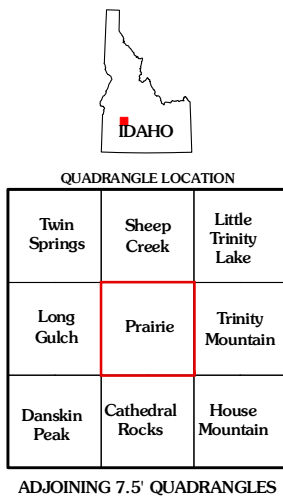 IDAHO
QUADRANGLE LOCATION
Twin
Springs
Sheep
Creek
Little
Trinity
Lake
Long
Gulch
Prairie
Trinity
Mountain
Danskin
Peak
Cathedral
Rocks
House
Mountain
ADJOINING 7.5' QUADRANGLES